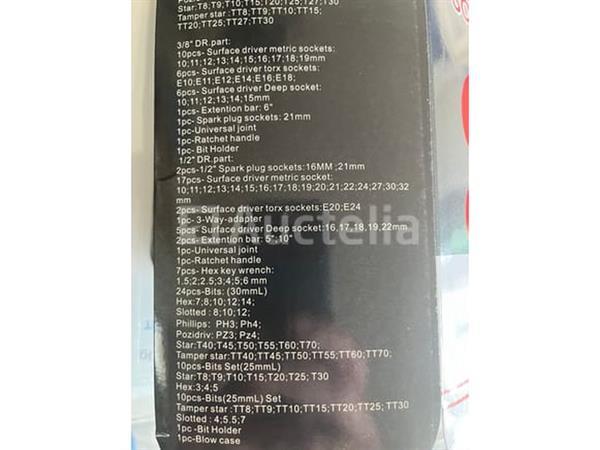 Star:T8;T9;T10;T15;T20;T25;T27;T30
Tamper star :TT8;TT9;TT10;TT15;
TT20;TT25;TT27;TT30
3/8" DR.part:
10pcs- Surface driver metric sockets:
10;11;12;13;14;15;16;17;18;19mm
6pcs- Surface driver torx sockets:
E10;E11;E12;E14;E16;E18;
6pcs- Surface driver Deep socket:
10;11;12;13;14;15mm
1pcs- Extention bar: 6"
1pc- Spark plug sockets: 21mm
1pc-Universal joint
1pc-Ratchet handle
1pc- Bit Holder
1/2" DR.part:
2pcs-1/2" Spark plug sockets:16MM ;21mm
17pcs- Surface driver metric socket:
10;11;12;13;14;15;16;17;18;19;20;21;22;24;27;30;32
mm
2pcs- Surface driver torx sockets:E20;E24
1pc- 3-Way-adapter
5pcs- Surface driver Deep socket:16,17,18,19,22mm
2pcs- Extention bar: 5",10"
1pc-Universal joint
1pc-Ratchet handle
7pcs- Hex key wrench:
1.5;2;2.5;3;4;5;6 mm
24pcs-Bits: (30mmL)
Hex:7;8;10;12;14;
Slotted : 8;10;12;
Phillips: PH3; Ph4;
Pozidriv: PZ3; Pz4;
Star:T40;T45;T50;T55;T60;T70;
Tamper star:TT40;TT45;TT50;TT55;TT60;TT70;
10pcs-Bits Set(25mmL)
Star:T8;T9;T10;T15;T20;T25; T30
Hex:3;4;5
10pcs-Bits(25mmL) Set
Tamper star :TT8;TT9;TT10;TT15;TT20;TT25; TT30
Slotted : 4;5.5;7
1pc -Bit Holder
1pc-Blow case
Auctelia